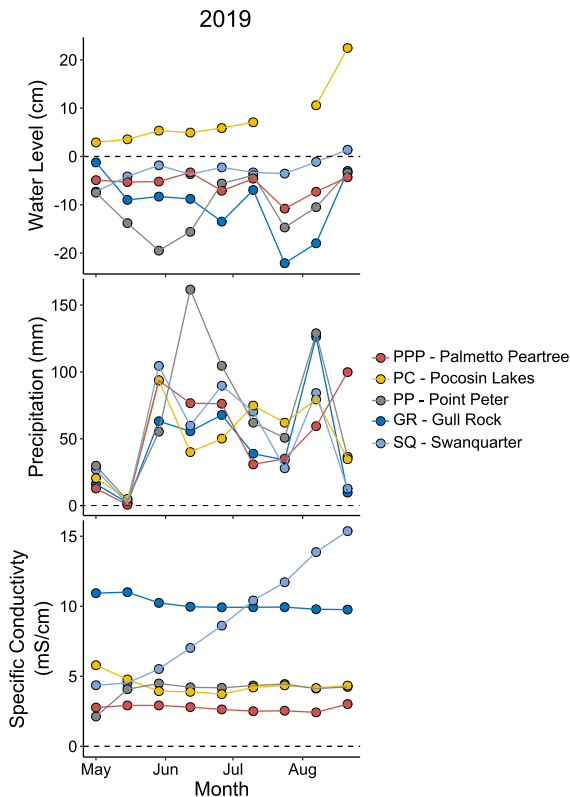 2019
Water Level (cm)
20
10
0
-10
-20
Precipitation (mm)
150
100
50
0
PPP - Palmetto Peartree
PC - Pocosin Lakes
PP - Point Peter
GR - Gull Rock
SQ - Swanquarter
Specific Conductivty
(mS/cm)
15
10
5
0
May Jun Jul Aug
Month